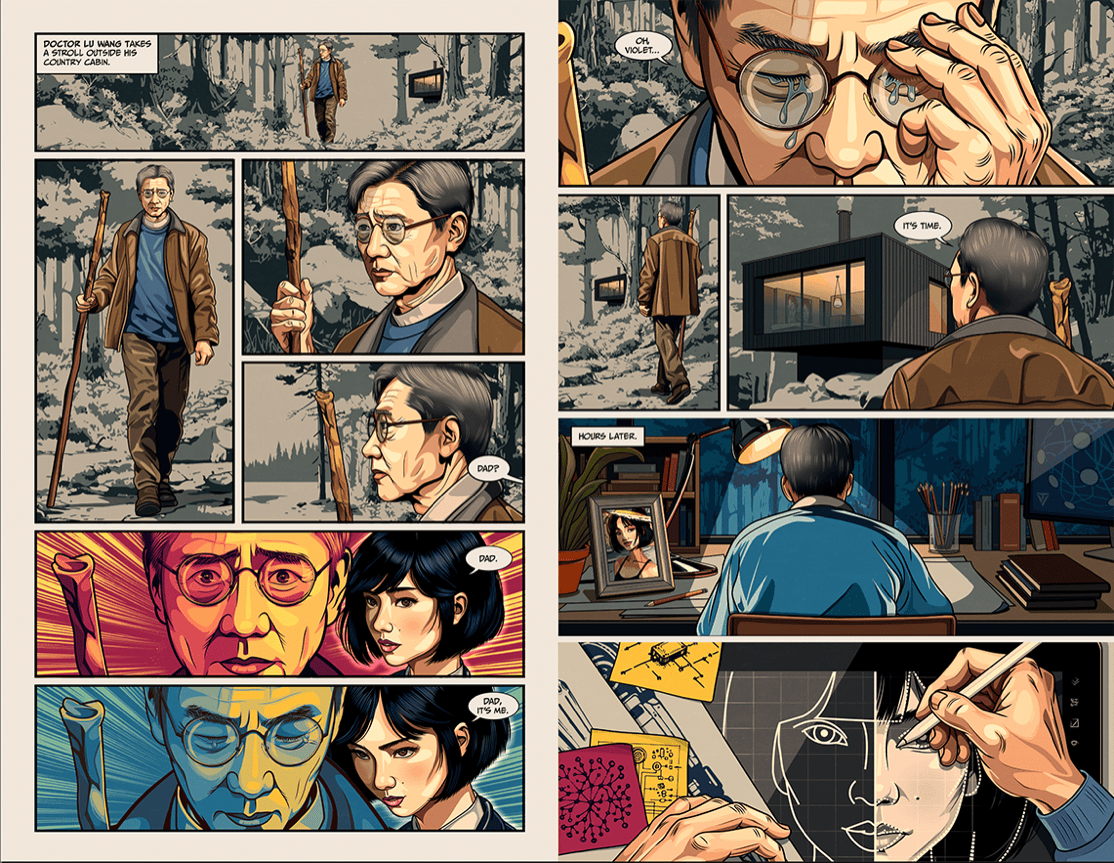 DOCTOR LU WANG TAKES
A STROLL OUTSIDE HIS
COUNTRY CABIN.
DAD?
DAD.
DAD,
IT'S ME.
OH,
VIOLET...
IT'S TIME.
HOURS LATER.